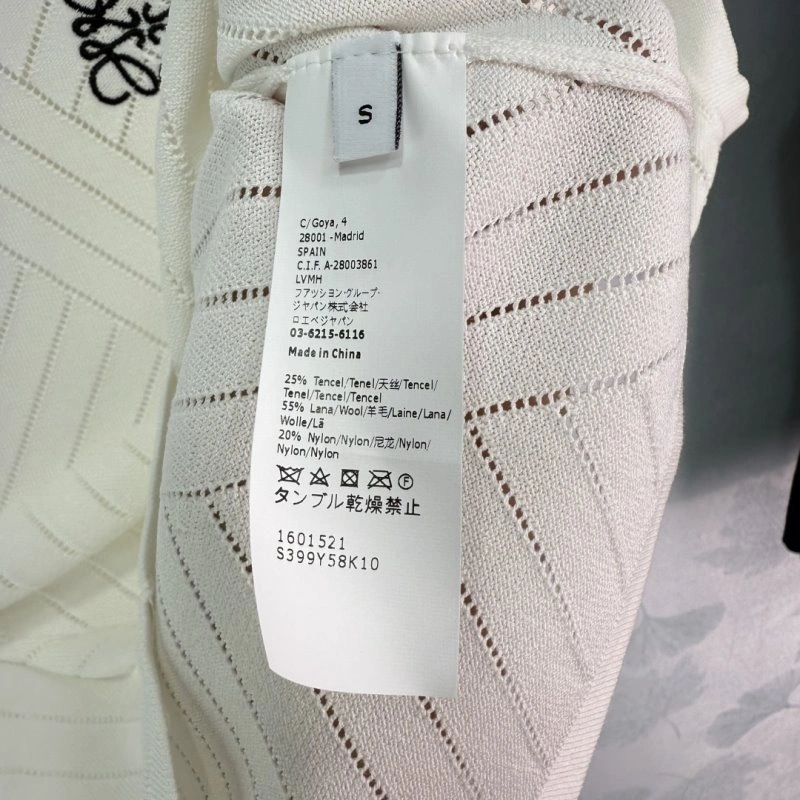 S
C/Goya, 4
28001 -Madrid
SPAIN
C.I.F. A-28003861
LVMH
ファッション・グループ・
ジャパン株式会社
ロエベジャパン
03-6215-6116
Made in China
25% Tencel/Tenel/天丝/Tencel/
Tenel/Tencel/Tencel
55% Lana/Wool/羊毛/Laine/Lana/
Wolle/Lã
20% Nylon/Nylon/尼龙/Nylon/
Nylon/Nylon
F
タンブル乾燥禁止
1601521
S399Y58K10